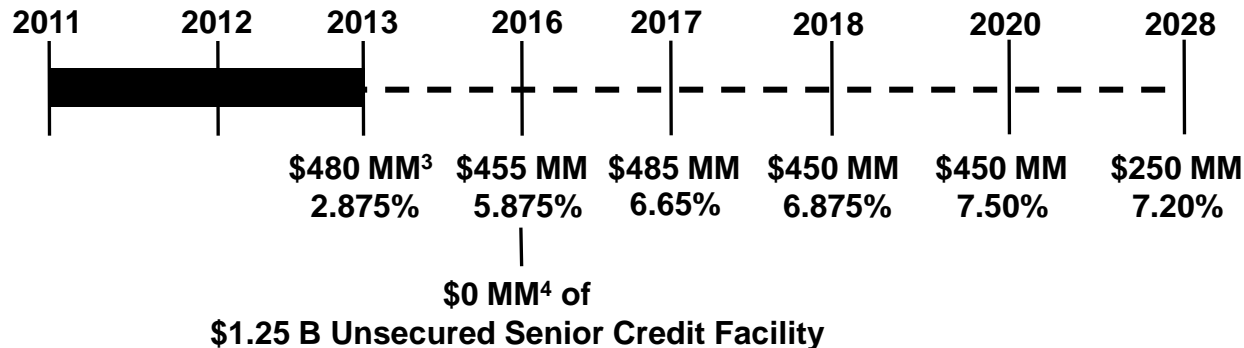 2011 2012 2013 2016 2017 2018 2020 2028
$480 MM³ $455 MM $485 MM $450 MM $450 MM $250 MM
2.875% 5.875% 6.65% 6.875% 7.50% 7.20%
$0 MM⁴ of
$1.25 B Unsecured Senior Credit Facility